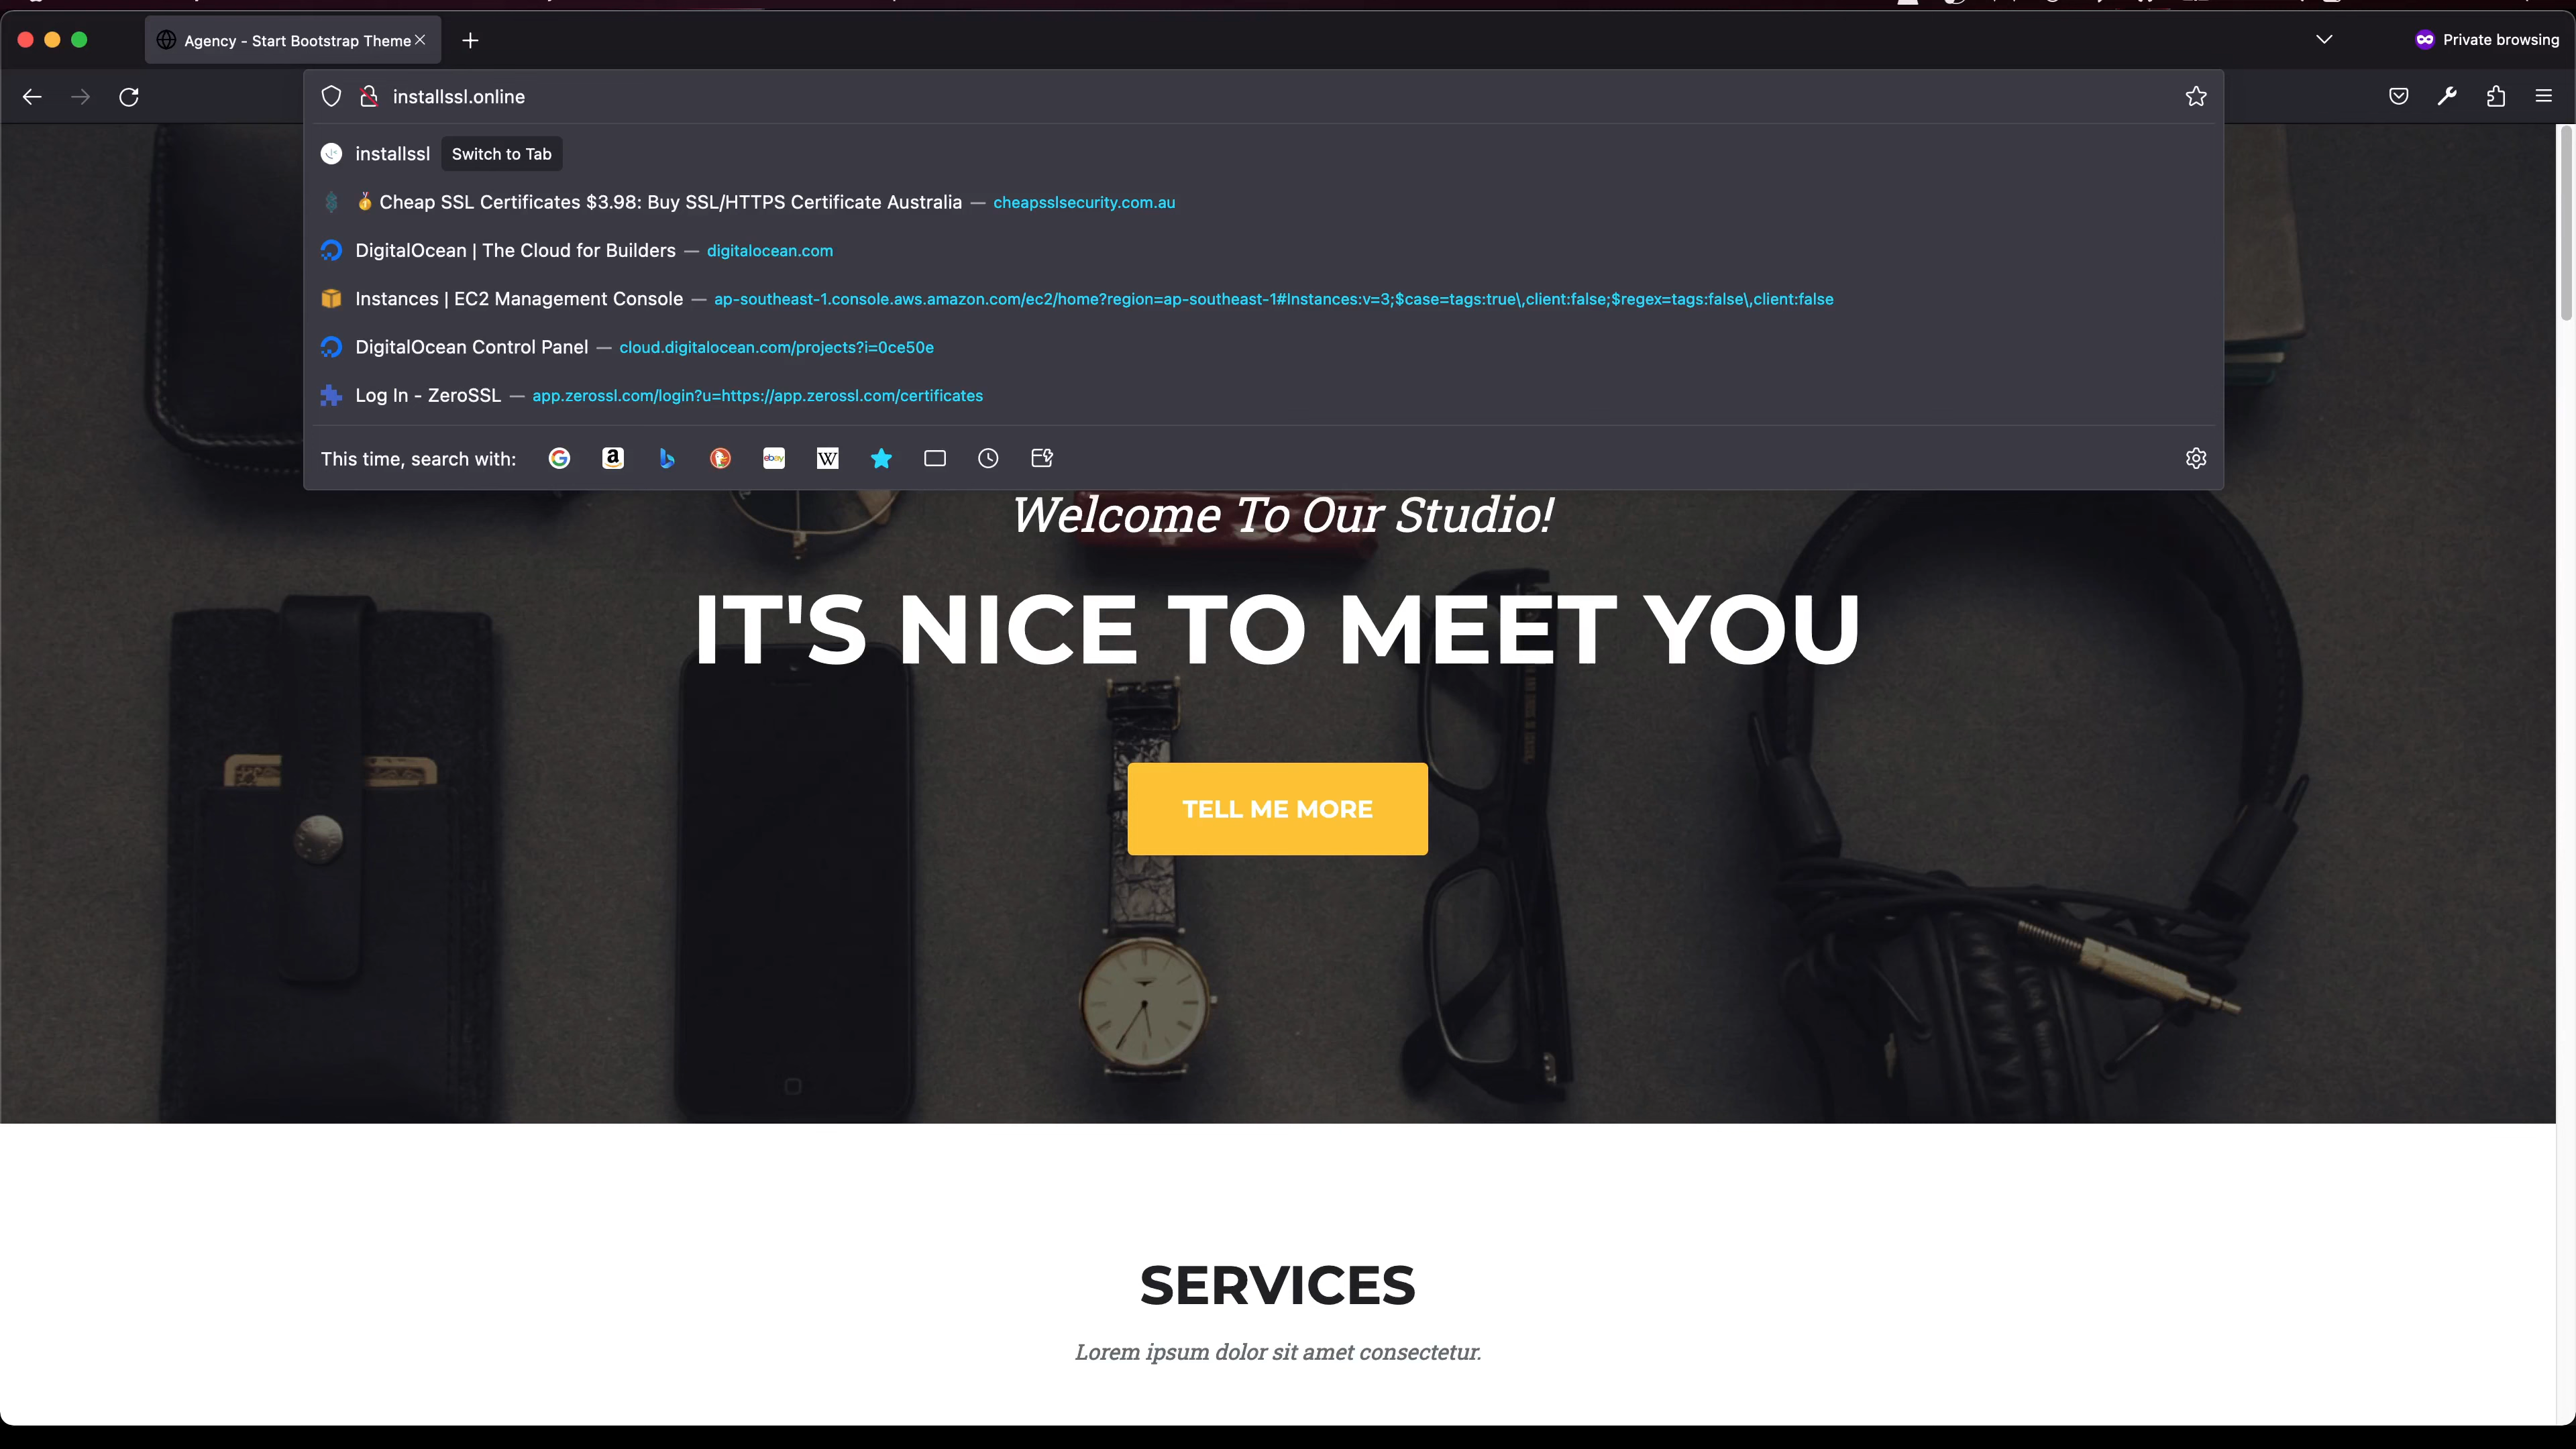 Agency - Start Bootstrap Theme
Private browsing
installssl.online
installssl Switch to Tab
Cheap SSL Certificates $3.98: Buy SSL/HTTPS Certificate Australia — cheapsslsecurity.com.au
DigitalOcean | The Cloud for Builders — digitalocean.com
Instances | EC2 Management Console — ap-southeast-1.console.aws.amazon.com/ec2/home?region=ap-southeast-1#Instances:v=3;$case=tags:true\,client:false;$regex=tags:false\,client:false
DigitalOcean Control Panel — cloud.digitalocean.com/projects?i=0ce50e
Log In - ZeroSSL — app.zerossl.com/login?u=https://app.zerossl.com/certificates
This time, search with:
Welcome To Our Studio!
IT'S NICE TO MEET YOU
TELL ME MORE
SERVICES
Lorem ipsum dolor sit amet consectetur.